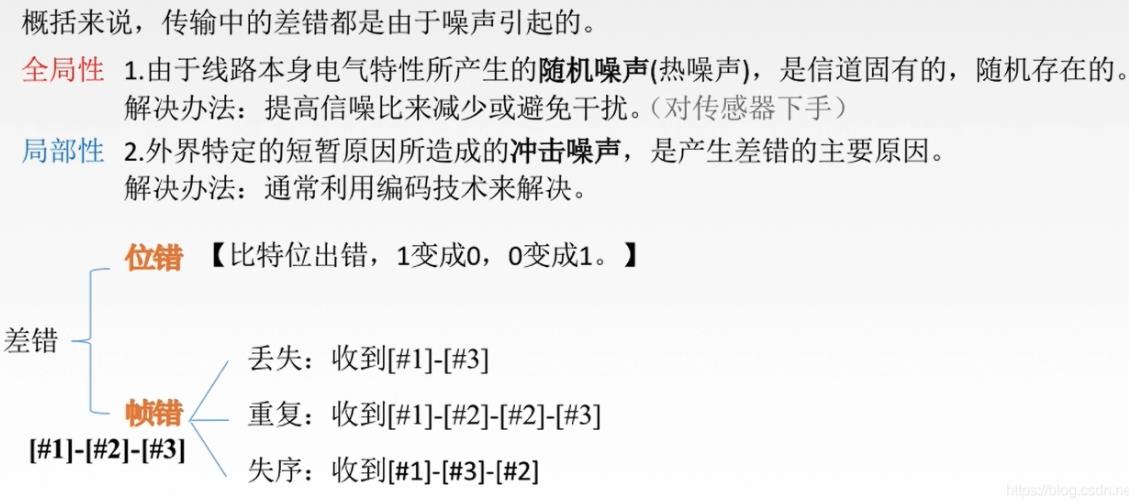 概括来说，传输中的差错都是由于噪声引起的。
全局性 1.由于线路本身电气特性所产生的随机噪声(热噪声)，是信道固有的，随机存在的。
解决办法：提高信噪比来减少或避免干扰。（对传感器下手）
局部性 2.外界特定的短暂原因所造成的冲击噪声，是产生差错的主要原因。
解决办法：通常利用编码技术来解决。
位错 【比特位出错，1变成0，0变成1。】
差错
丢失：收到[#1]-[#3]
帧错 重复：收到[#1]-[#2]-[#2]-[#3]
[#1]-[#2]-[#3]
失序：收到[#1]-[#3]-[#2]
https://blog.csdn.ne